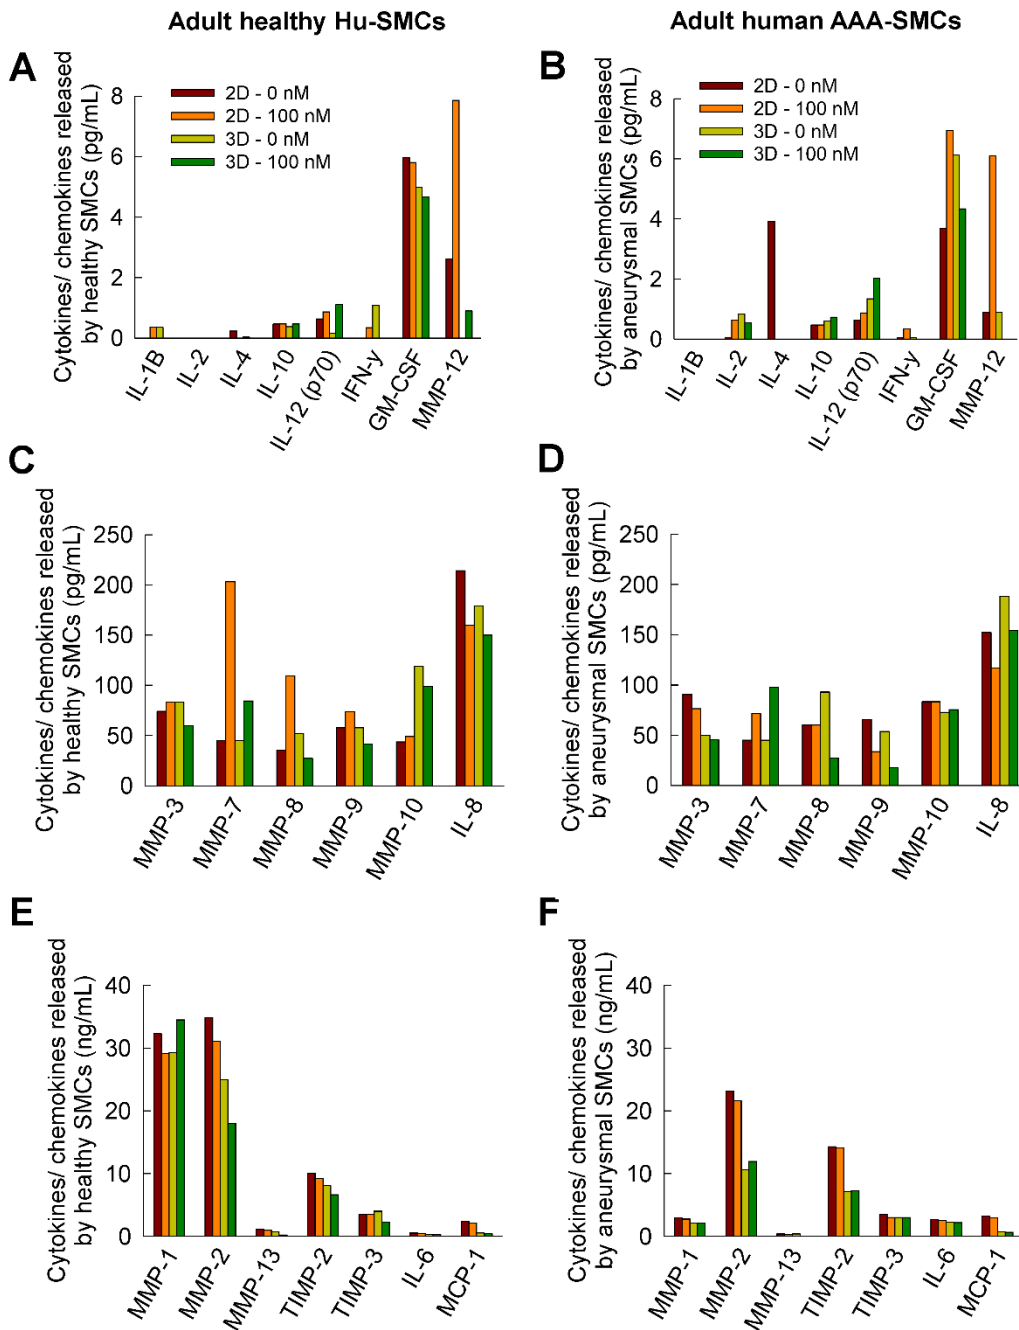 Adult healthy Hu-SMCs
Adult human AAA-SMCs
A
Cytokines/ chemokines released
by healthy SMCs (pg/mL)
8
6
4
2
0
2D - 0 nM
2D - 100 nM
3D - 0 nM
3D - 100 nM
IL-1B
IL-2
IL-4
IL-10
IL-12 (p70)
IFN-y
GM-CSF
MMP-12
B
Cytokines/ chemokines released
by aneurysmal SMCs (pg/mL)
8
6
4
2
0
2D - 0 nM
2D - 100 nM
3D - 0 nM
3D - 100 nM
IL-1B
IL-2
IL-4
IL-10
IL-12 (p70)
IFN-y
GM-CSF
MMP-12
C
Cytokines/ chemokines released
by healthy SMCs (pg/mL)
250
200
150
100
50
0
MMP-3
MMP-7
MMP-8
MMP-9
MMP-10
IL-8
D
Cytokines/ chemokines released
by aneurysmal SMCs (pg/mL)
250
200
150
100
50
0
MMP-3
MMP-7
MMP-8
MMP-9
MMP-10
IL-8
E
Cytokines/ chemokines released
by healthy SMCs (ng/mL)
40
30
20
10
0
MMP-1
MMP-2
MMP-13
TIMP-2
TIMP-3
IL-6
MCP-1
F
Cytokines/ chemokines released
by aneurysmal SMCs (ng/mL)
40
30
20
10
0
MMP-1
MMP-2
MMP-13
TIMP-2
TIMP-3
IL-6
MCP-1